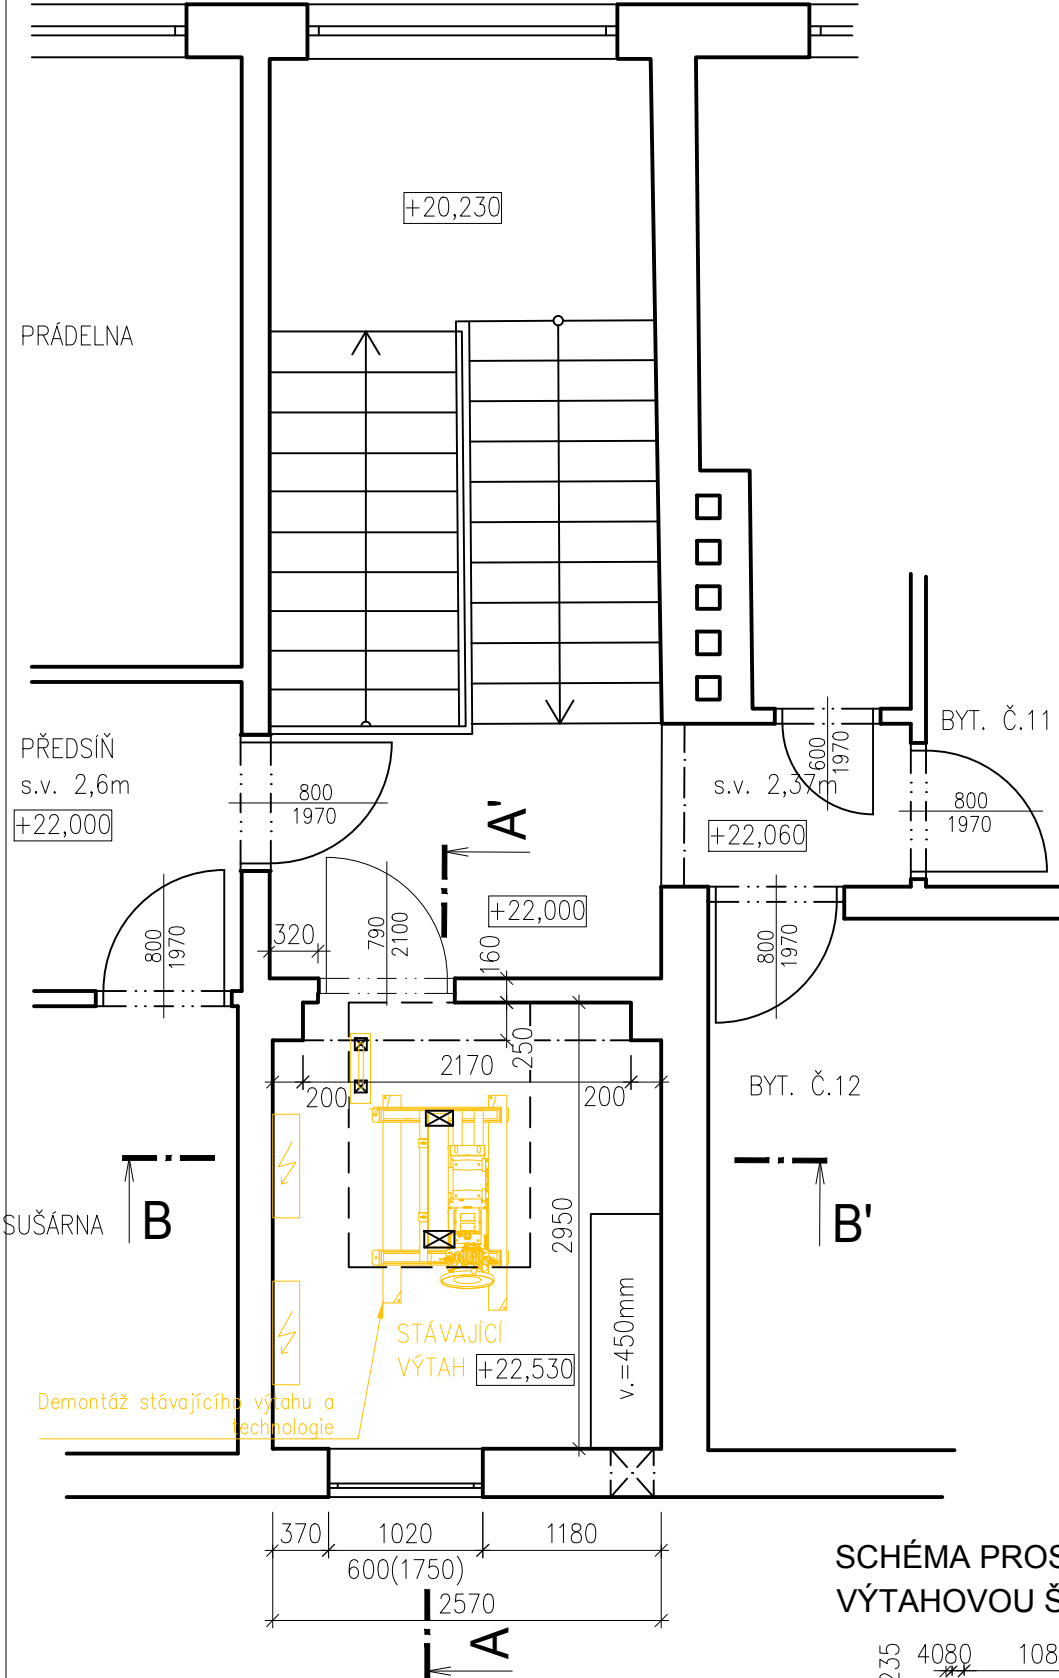 +20,230
PRÁDELNA
PŘEDSÍŇ
s.v. 2,6m
+22,000
800
1970
600
1970
s.v. 2,37m
+22,060
BYT. Č.11
800
1970
A'
+22,000
320
790
2100
160
800
1970
800
1970
250
2170
200
200
BYT. Č.12
B
B'
SUŠÁRNA
2950
v.=450mm
STÁVAJÍCÍ
VÝTAH
+22,530
Demontáž stávajícího výtahu a
technologie
370
1020
1180
600(1750)
2570
A
SCHÉMA PROS
VÝTAHOVOU Š
235
4080
108